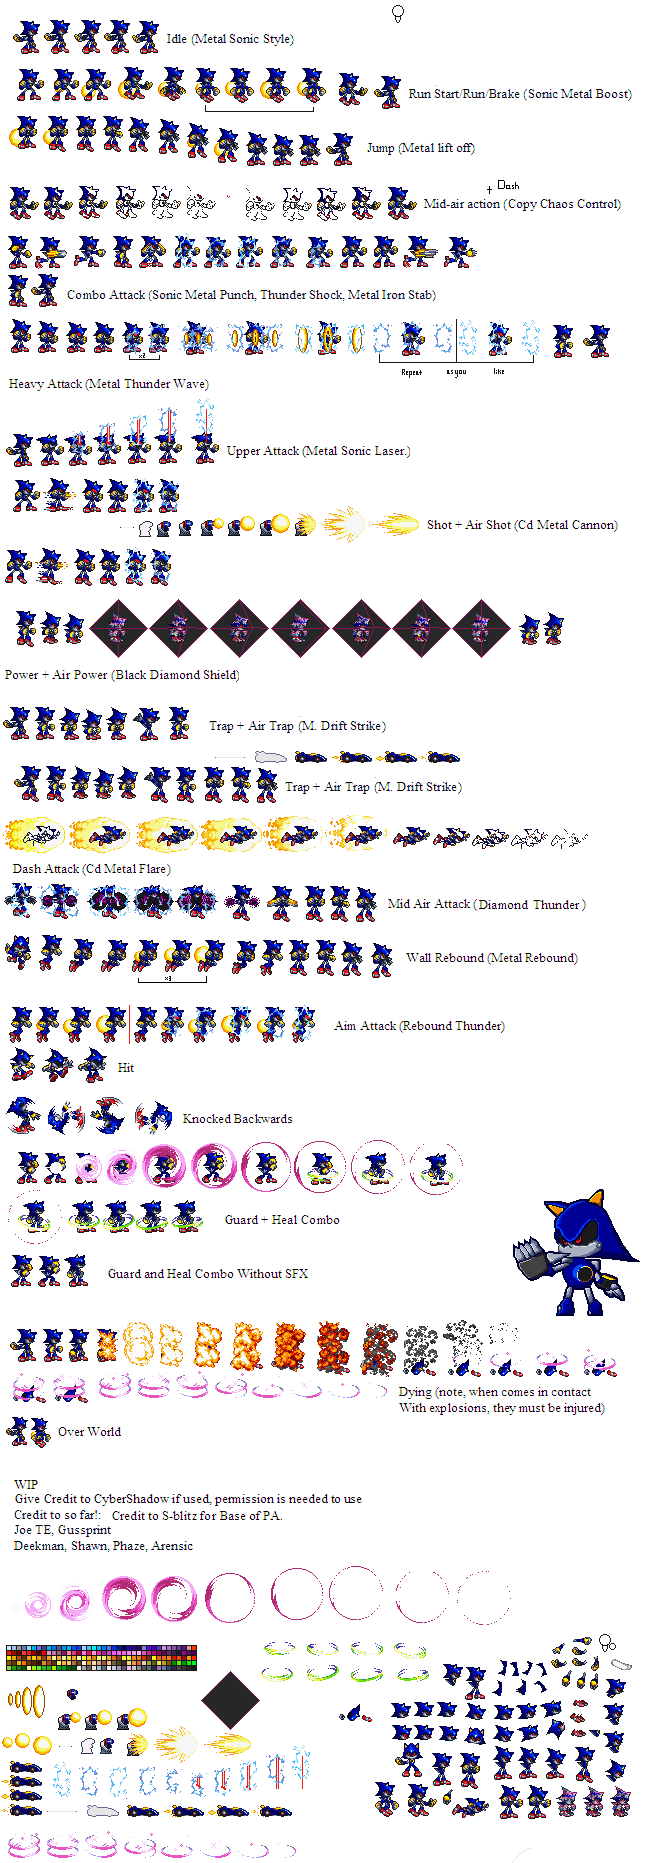 Idle (Metal Sonic Style)
Run Start/Run/Brake (Sonic Metal Boost)
Jump (Metal lift off)
+ Dash
Mid-air action (Copy Chaos Control)
Combo Attack (Sonic Metal Punch, Thunder Shock, Metal Iron Stab)
x2
Repeat as you like
Heavy Attack (Metal Thunder Wave)
Upper Attack (Metal Sonic Laser.)
Shot + Air Shot (Cd Metal Cannon)
Power + Air Power (Black Diamond Shield)
Trap + Air Trap (M. Drift Strike)
Trap + Air Trap (M. Drift Strike)
Dash Attack (Cd Metal Flare)
Mid Air Attack (Diamond Thunder)
Wall Rebound (Metal Rebound)
x3
Aim Attack (Rebound Thunder)
Hit
Knocked Backwards
Guard + Heal Combo
Guard and Heal Combo Without SFX
Dying (note, when comes in contact
With explosions, they must be injured)
Over World
WIP
Give Credit to CyberShadow if used, permission is needed to use
Credit to so far!: Credit to S-blitz for Base of PA.
Joe TE, Gussprint
Deekman, Shawn, Phaze, Arensic